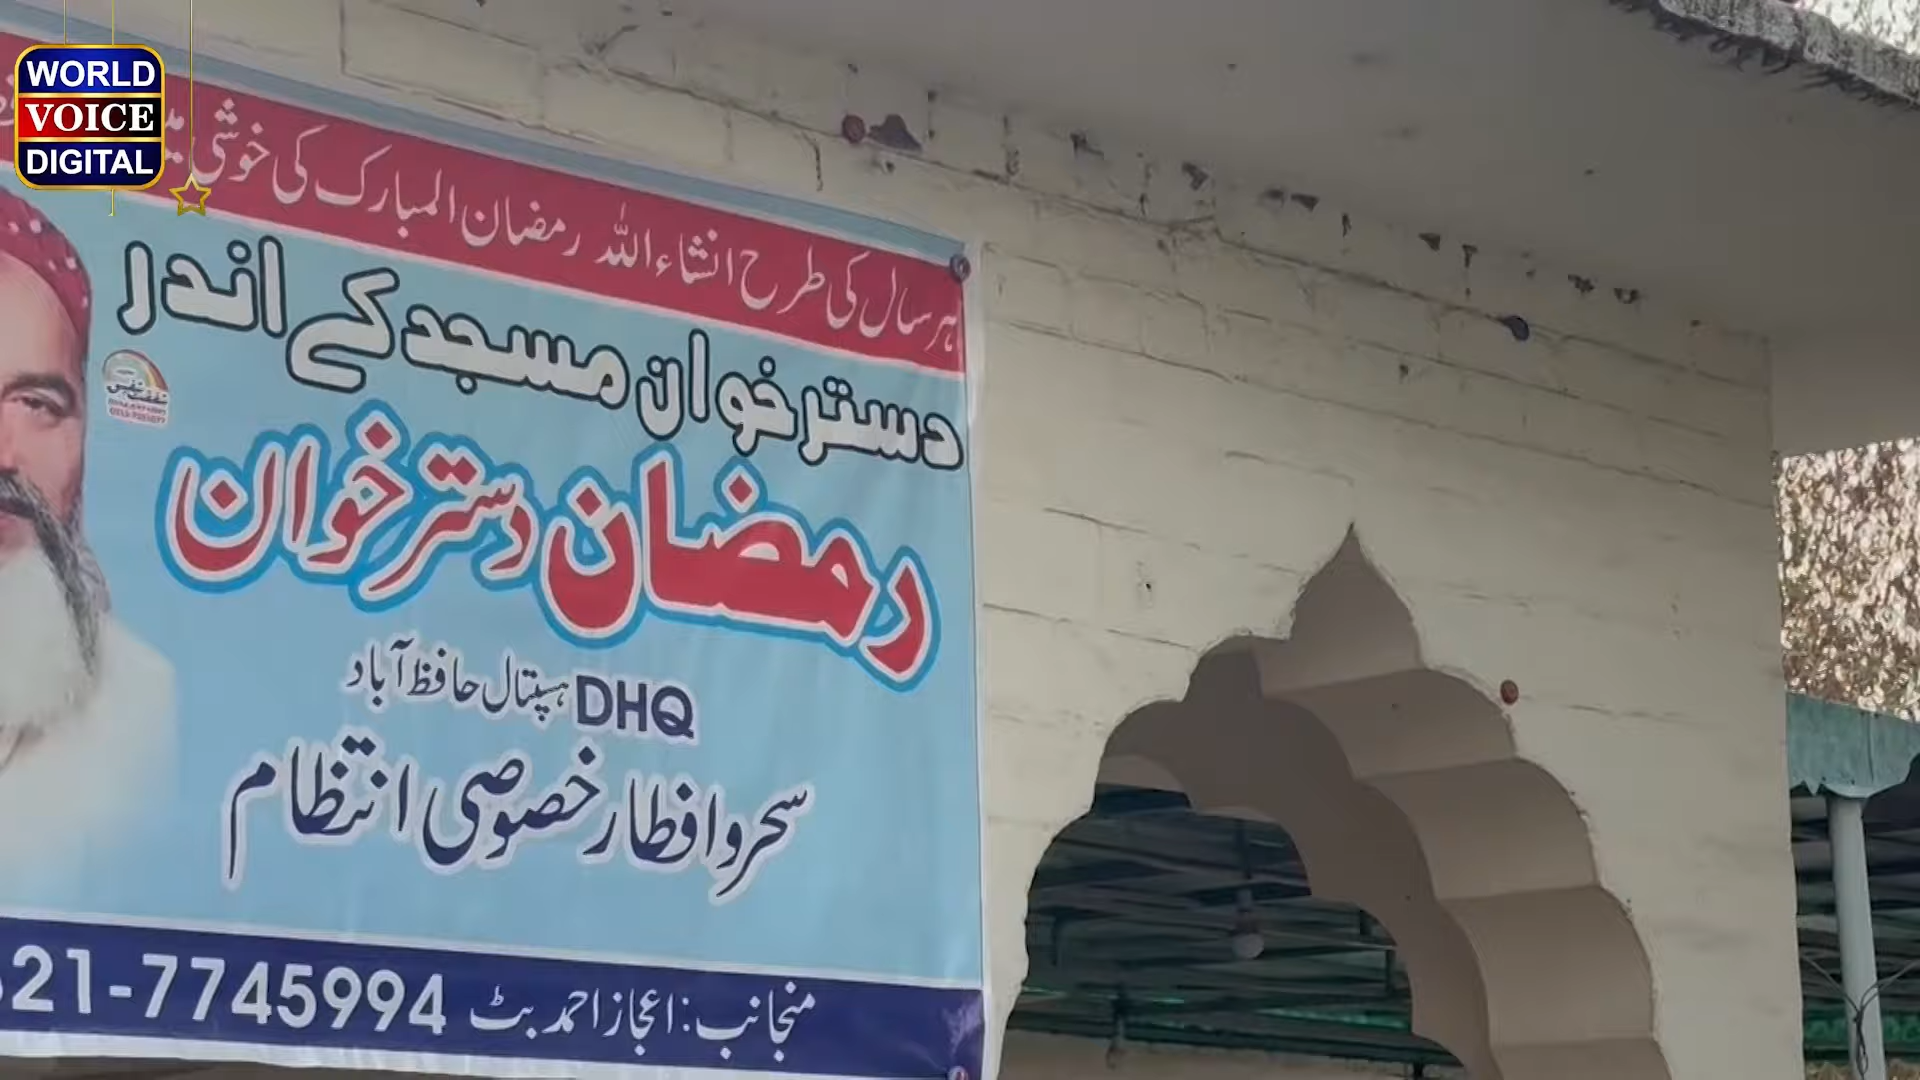 WORLD
VOICE
DIGITAL
ہر سال کی طرح انشاءاللہ رمضان المبارک کی خوشی میں
دسترخوان مسجد کے اندر
رمضان دسترخوان
DHQ ہسپتال حافظ آباد
سحر و افطار خصوصی انتظام
منجانب: اعجاز احمد بٹ 21-7745994